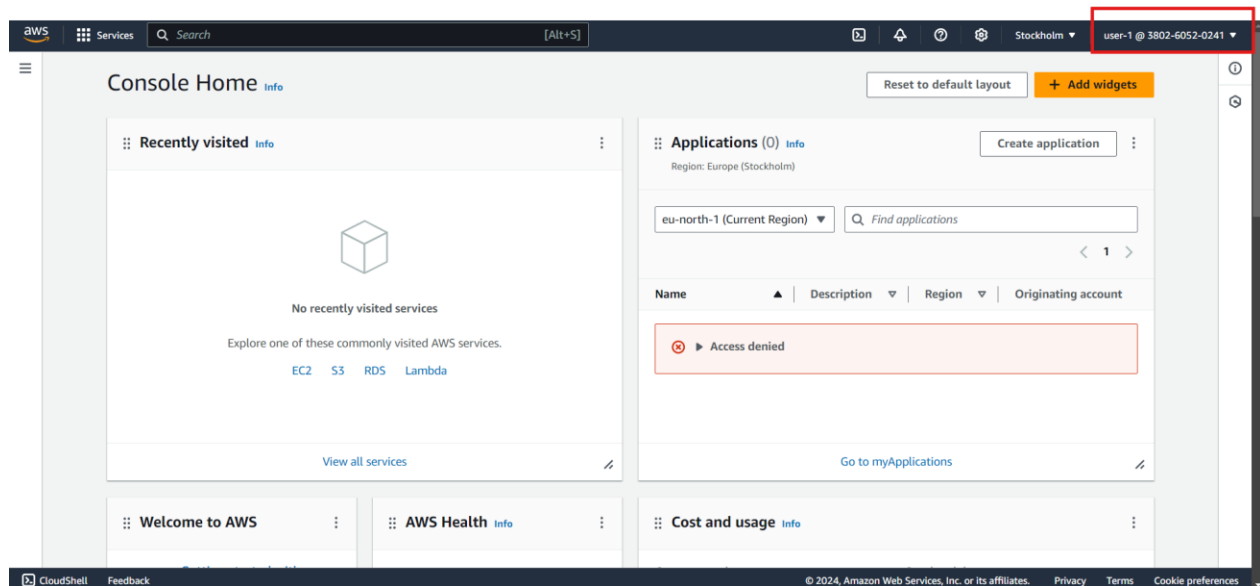 aws Services Search [Alt+S] Stockholm user-1 @ 3802-6052-0241
Console Home Info
Reset to default layout
+ Add widgets
Recently visited Info
No recently visited services
Explore one of these commonly visited AWS services.
EC2 S3 RDS Lambda
View all services
Applications (0) Info
Region: Europe (Stockholm)
Create application
eu-north-1 (Current Region) Find applications
1
Name Description Region Originating account
Access denied
Go to myApplications
Welcome to AWS
AWS Health Info
Cost and usage Info
CloudShell Feedback © 2024, Amazon Web Services, Inc. or its affiliates. Privacy Terms Cookie preferences